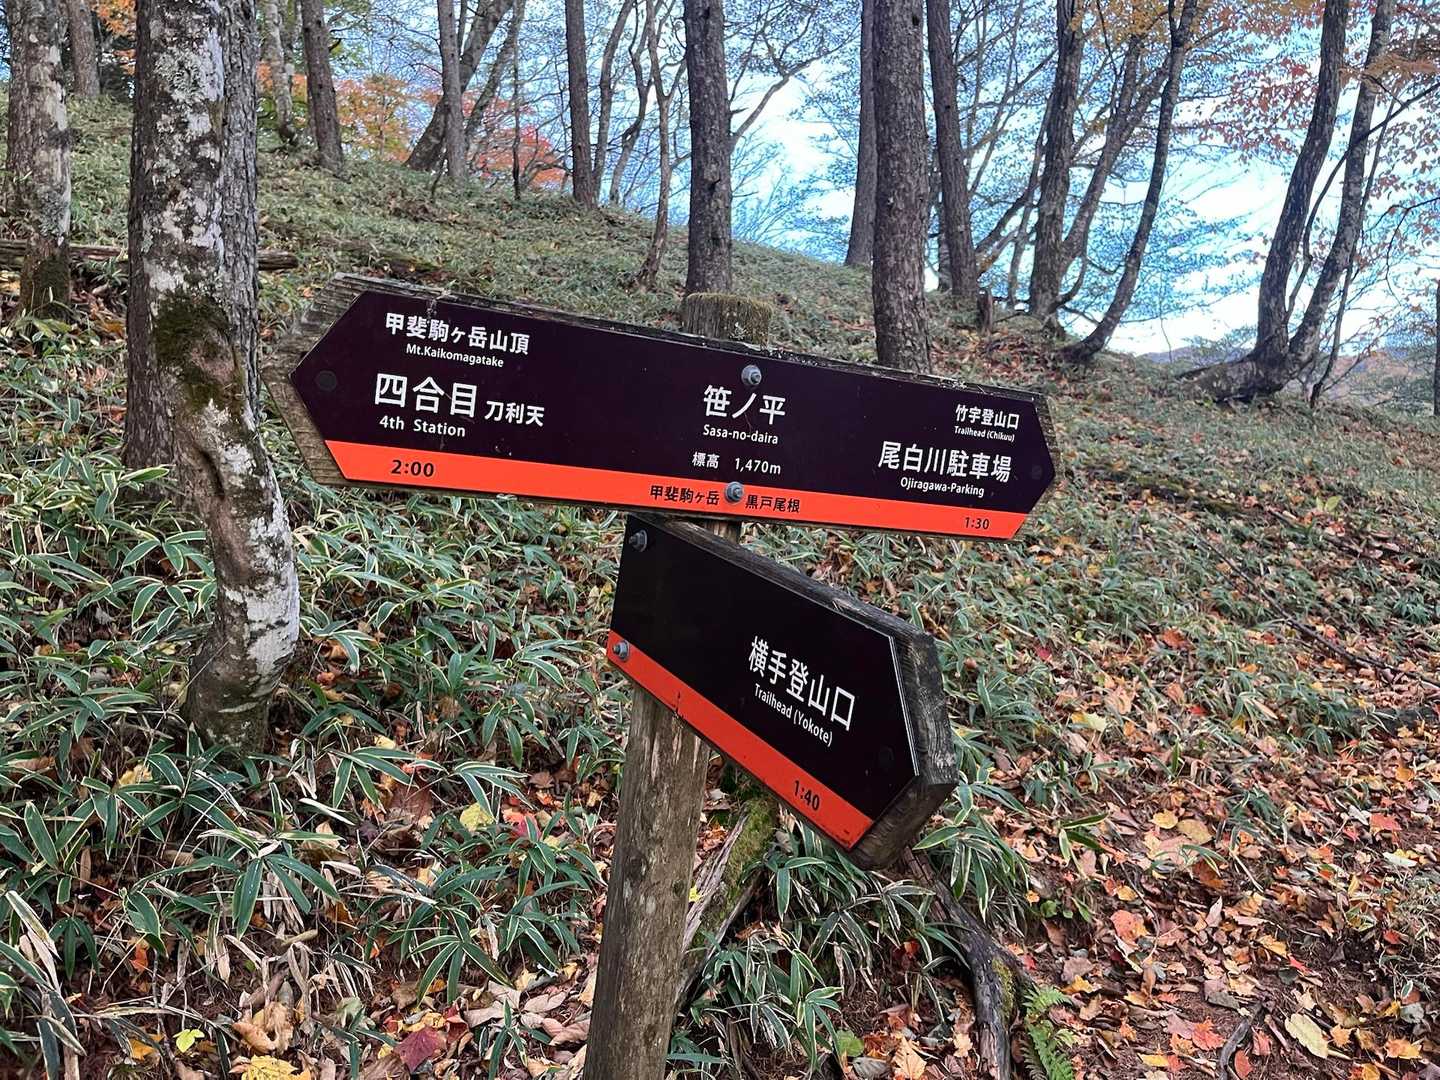 甲斐駒ヶ岳山頂
Mt.Kaikomagatake
四合目 刀利天
4th Station
2:00
笹ノ平
Sasa-no-daira
標高 1,470m
甲斐駒ヶ岳 黒戸尾根
竹宇登山口
Trailhead (Chikuu)
尾白川駐車場
Ojiragawa-Parking
1:30
横手登山口
Trailhead (Yokote)
1:40